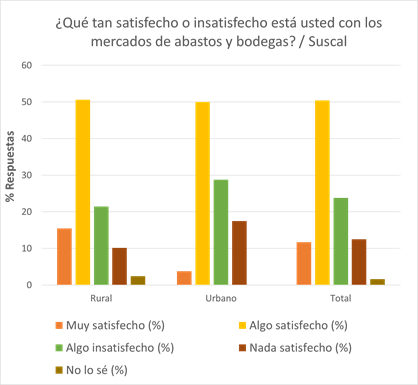 ¿Qué tan satisfecho o insatisfecho está usted con los
mercados de abastos y bodegas? / Suscal
60
50
40
30
20
10
0
% Respuestas
Rural Urbano Total
Muy satisfecho (%) Algo satisfecho (%)
Algo insatisfecho (%) Nada satisfecho (%)
No lo sé (%)